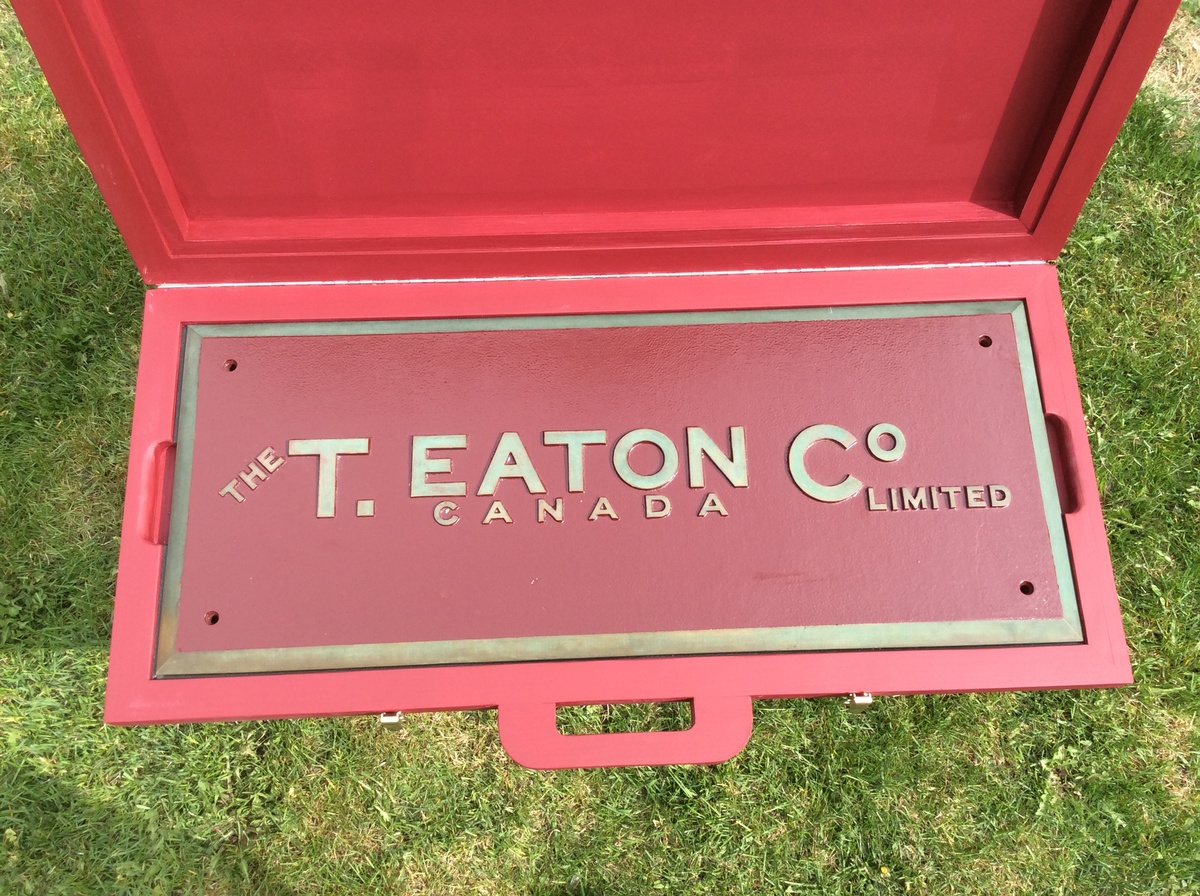 THE T. EATON Co LIMITED
CANADA